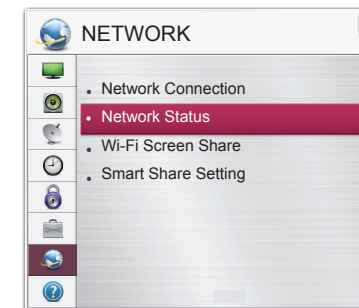 NETWORK
Network Connection
Network Status
Wi-Fi Screen Share
Smart Share Setting